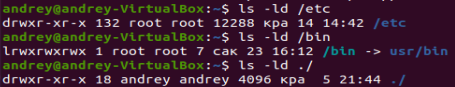 andrey@andrey-VirtualBox:~$ ls -ld /etc
drwxr-xr-x 132 root root 12288 кра 14 14:42 /etc
andrey@andrey-VirtualBox:~$ ls -ld /bin
lrwxrwxrwx 1 root root 7 сак 23 16:12 /bin -> usr/bin
andrey@andrey-VirtualBox:~$ ls -ld ./
drwxr-xr-x 18 andrey andrey 4096 кра  5 21:44 ./